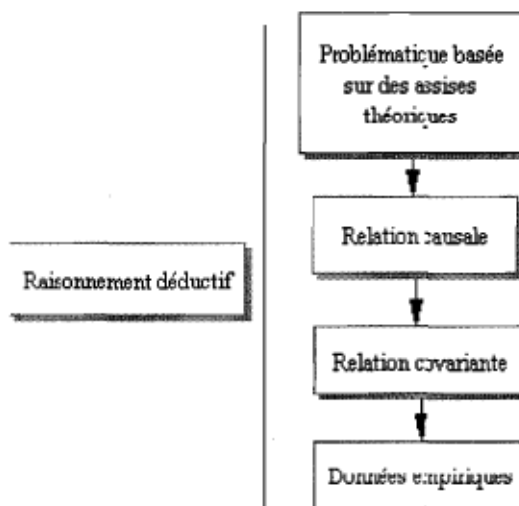 Problématique basée
sur des assises
théoriques
Relation causale
Raisonnement déductif
Relation covariante
Données empiriques